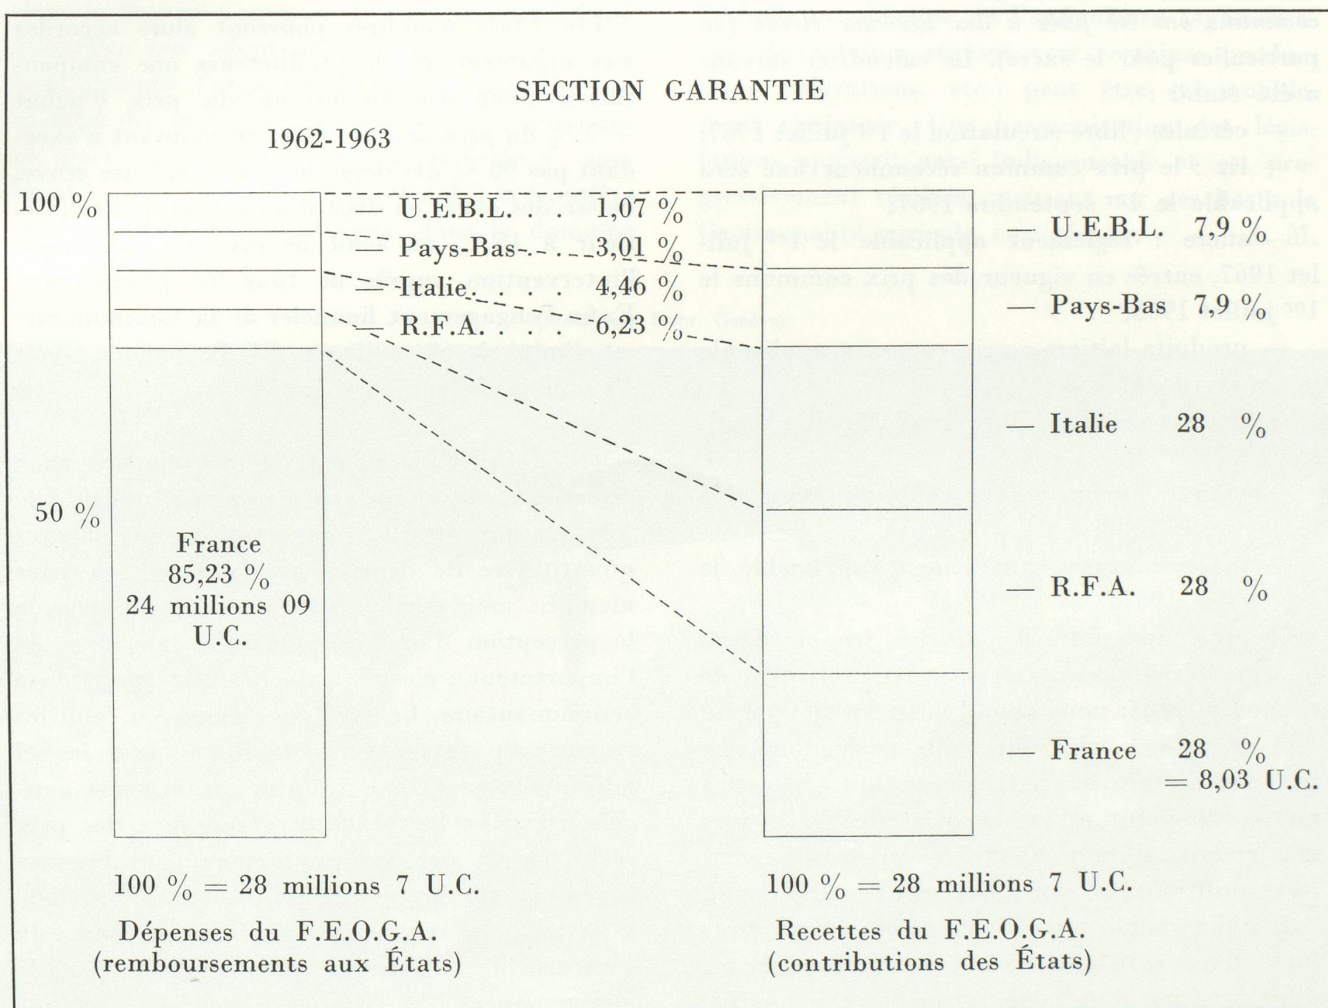 SECTION GARANTIE
1962-1963
100 %
50 %
— U.E.B.L. . . 1,07 %
Pays-Bas . . 3,01 %
Italie . . . . 4,46 %
R.F.A. . . . 6,23 %
France
85,23 %
24 millions 09
U.C.
100 % = 28 millions 7 U.C.
Dépenses du F.E.O.G.A.
(remboursements aux États)
— U.E.B.L. 7,9 %
— Pays-Bas 7,9 %
— Italie 28 %
— R.F.A. 28 %
— France 28 %
= 8,03 U.C.
100 % = 28 millions 7 U.C.
Recettes du F.E.O.G.A.
(contributions des États)